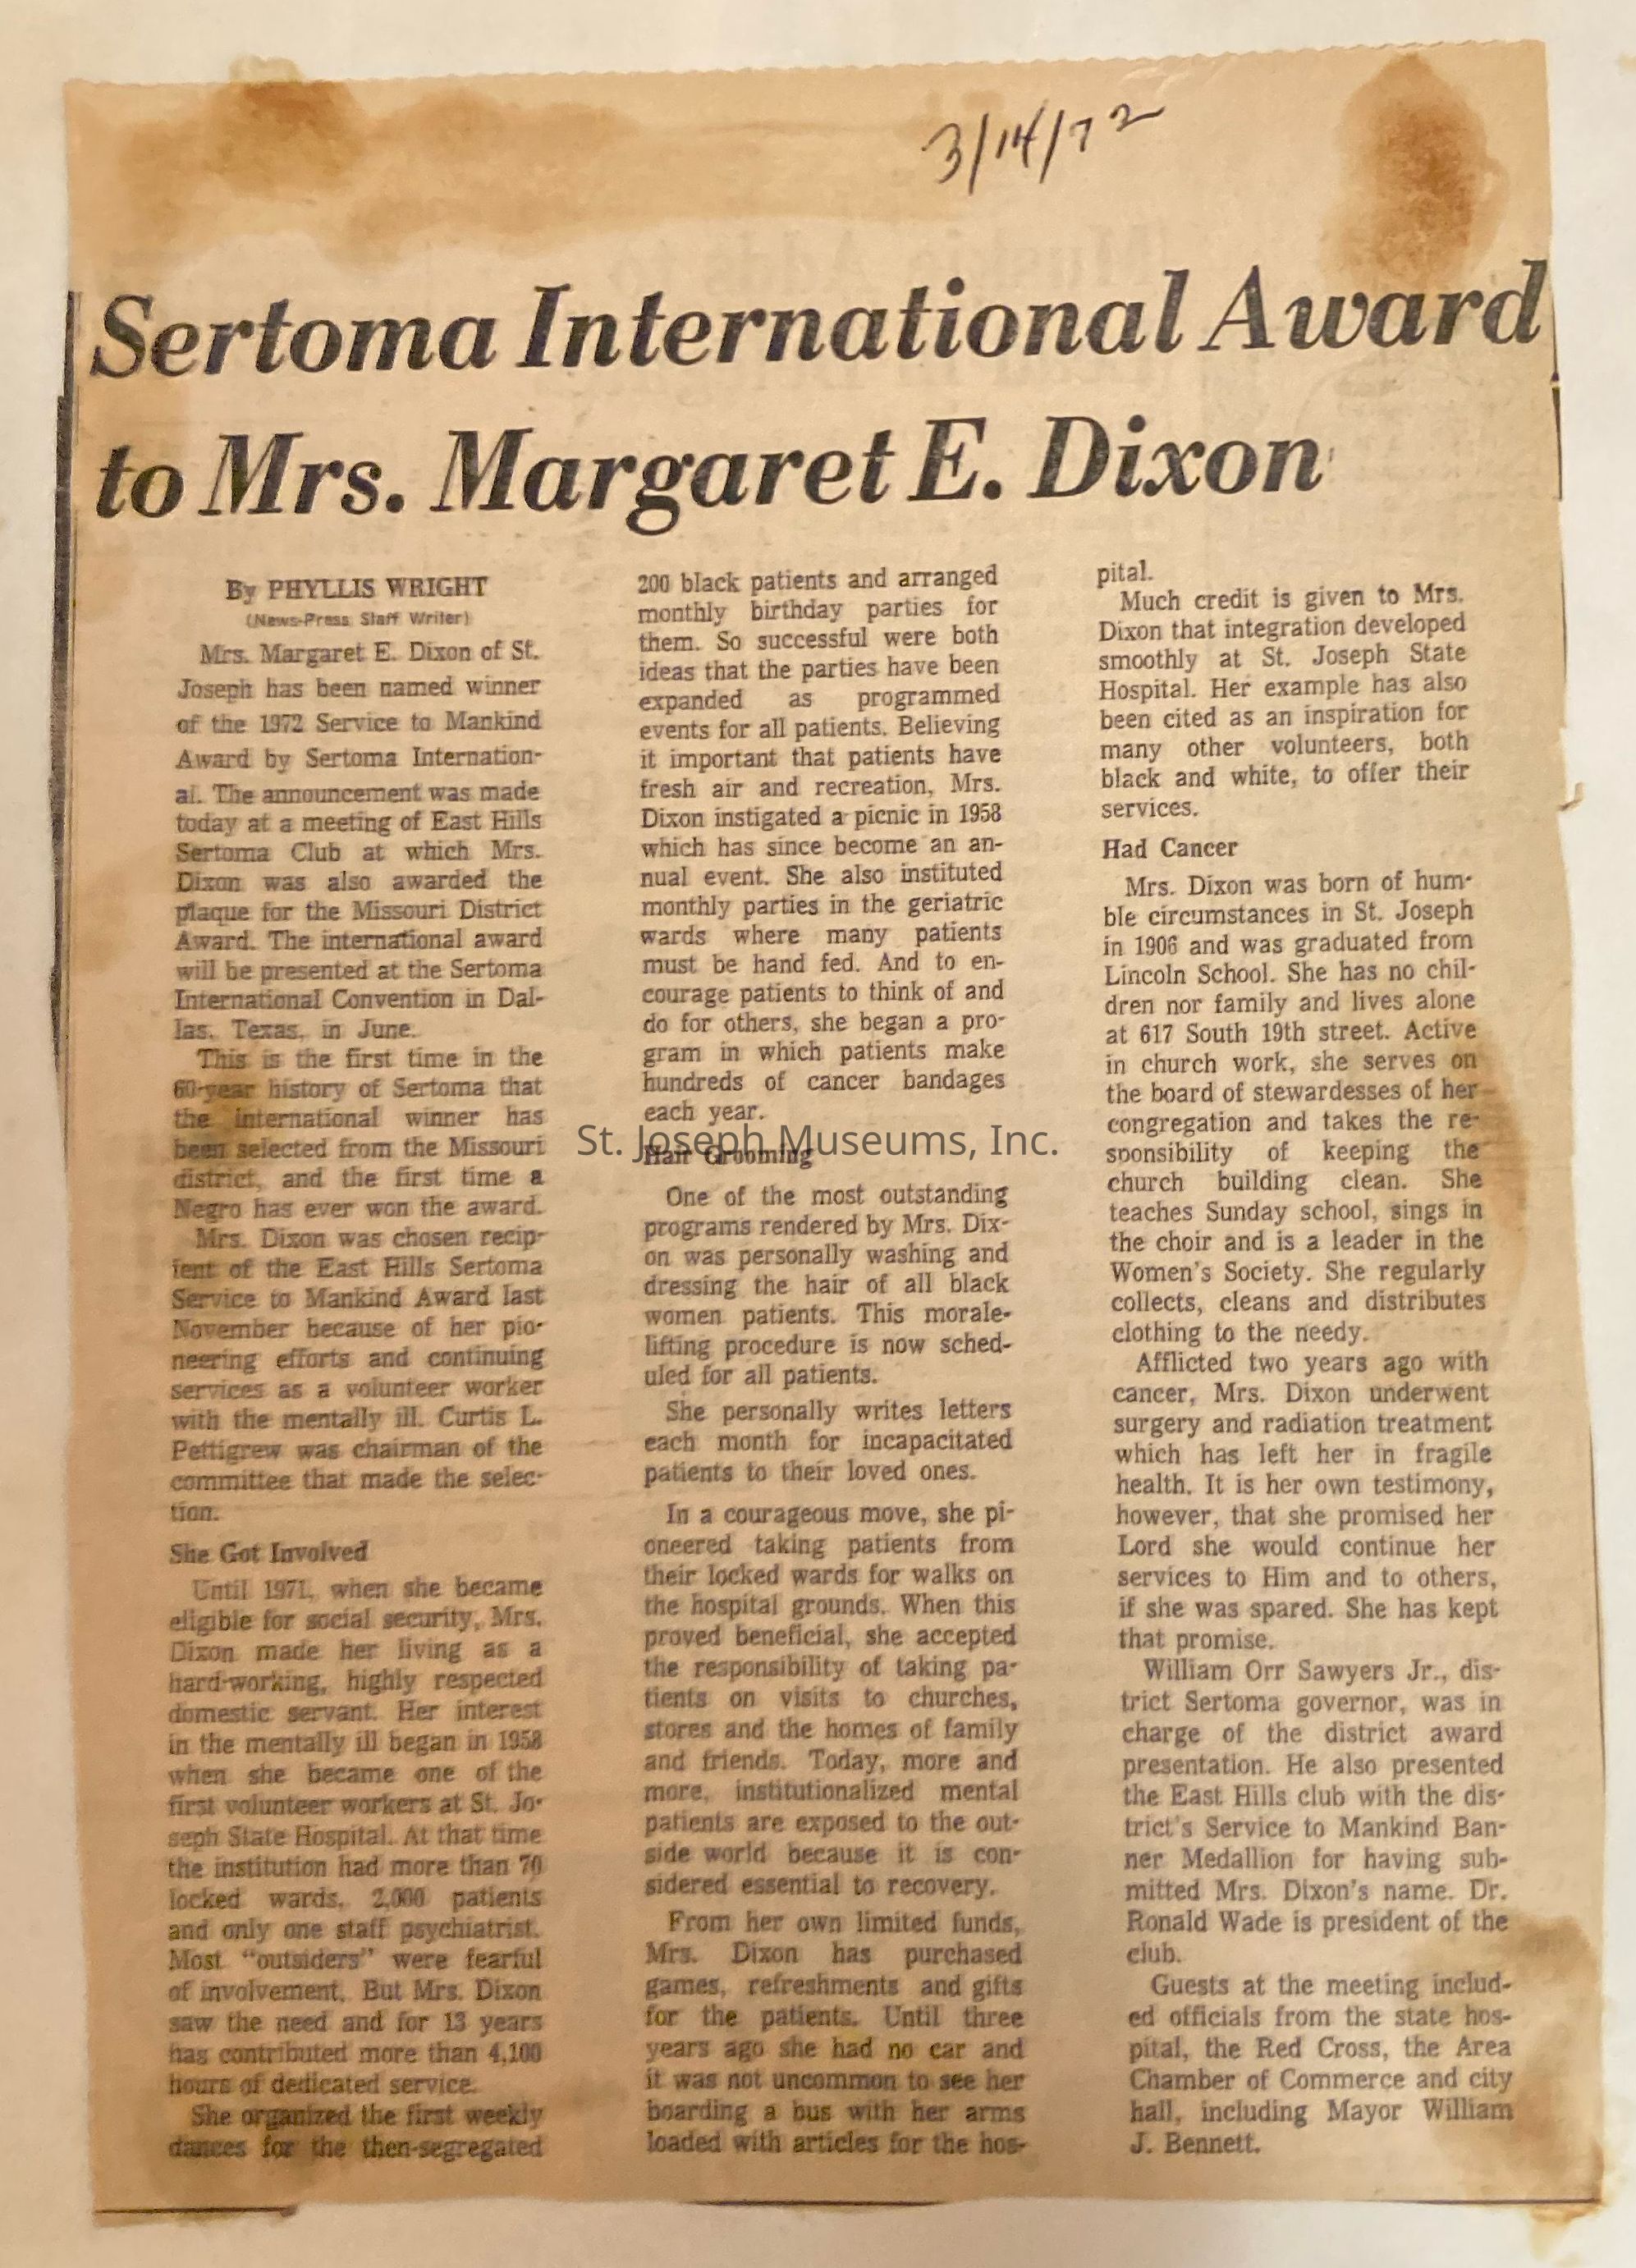 3/14/72
Sertoma International Award
to Mrs. Margaret E. Dixon
By PHYLLIS WRIGHT
(News-Press Staff Writer)
Mrs. Margaret E. Dixon of St.
Joseph has been named winner
of the 1972 Service to Mankind
Award by Sertoma Internation-
al. The announcement was made
today at a meeting of East Hills
Sertoma Club at which Mrs.
Dixon was also awarded the
plaque for the Missouri District
Award. The international award
will be presented at the Sertoma
International Convention in Dal-
las, Texas, in June.
This is the first time in the
60-year history of Sertoma that
the international winner has
been selected from the Missouri
district, and the first time a
Negro has ever won the award.
Mrs. Dixon was chosen recip-
ient of the East Hills Sertoma
Service to Mankind Award last
November because of her pio-
neering efforts and continuing
services as a volunteer worker
with the mentally ill. Curtis L.
Pettigrew was chairman of the
committee that made the selec-
tion.
She Got Involved
Until 1971, when she became
eligible for social security, Mrs.
Dixon made her living as a
hard-working, highly respected
domestic servant. Her interest
in the mentally ill began in 1958
when she became one of the
first volunteer workers at St. Jo-
seph State Hospital. At that time
the institution had more than 70
locked wards, 2,000 patients
and only one staff psychiatrist.
Most "outsiders" were fearful
of involvement. But Mrs. Dixon
saw the need and for 13 years
has contributed more than 4,100
hours of dedicated service.
She organized the first weekly
dances for the then-segregated
200 black patients and arranged
monthly birthday parties for
them. So successful were both
ideas that the parties have been
expanded as programmed
events for all patients. Believing
it important that patients have
fresh air and recreation, Mrs.
Dixon instigated a picnic in 1958
which has since become an an-
nual event. She also instituted
monthly parties in the geriatric
wards where many patients
must be hand fed. And to en-
courage patients to think of and
do for others, she began a pro-
gram in which patients make
hundreds of cancer bandages
each year.
St. Joseph Museums, Inc.
Hair Grooming
One of the most outstanding
programs rendered by Mrs. Dix-
on was personally washing and
dressing the hair of all black
women patients. This morale-
lifting procedure is now sched-
uled for all patients.
She personally writes letters
each month for incapacitated
patients to their loved ones.
In a courageous move, she pi-
oneered taking patients from
their locked wards for walks on
the hospital grounds. When this
proved beneficial, she accepted
the responsibility of taking pa-
tients on visits to churches,
stores and the homes of family
and friends. Today, more and
more, institutionalized mental
patients are exposed to the out-
side world because it is con-
sidered essential to recovery.
From her own limited funds,
Mrs. Dixon has purchased
games, refreshments and gifts
for the patients. Until three
years ago she had no car and
it was not uncommon to see her
boarding a bus with her arms
loaded with articles for the hos-
pital.
Much credit is given to Mrs.
Dixon that integration developed
smoothly at St. Joseph State
Hospital. Her example has also
been cited as an inspiration for
many other volunteers, both
black and white, to offer their
services.
Had Cancer
Mrs. Dixon was born of hum-
ble circumstances in St. Joseph
in 1906 and was graduated from
Lincoln School. She has no chil-
dren nor family and lives alone
at 617 South 19th street. Active
in church work, she serves on
the board of stewardesses of her
congregation and takes the re-
sponsibility of keeping the
church building clean. She
teaches Sunday school, sings in
the choir and is a leader in the
Women's Society. She regularly
collects, cleans and distributes
clothing to the needy.
Afflicted two years ago with
cancer, Mrs. Dixon underwent
surgery and radiation treatment
which has left her in fragile
health. It is her own testimony,
however, that she promised her
Lord she would continue her
services to Him and to others,
if she was spared. She has kept
that promise.
William Orr Sawyers Jr., dis-
trict Sertoma governor, was in
charge of the district award
presentation. He also presented
the East Hills club with the dis-
trict's Service to Mankind Ban-
ner Medallion for having sub-
mitted Mrs. Dixon's name. Dr.
Ronald Wade is president of the
club.
Guests at the meeting includ-
ed officials from the state hos-
pital, the Red Cross, the Area
Chamber of Commerce and city
hall, including Mayor William
J. Bennett.